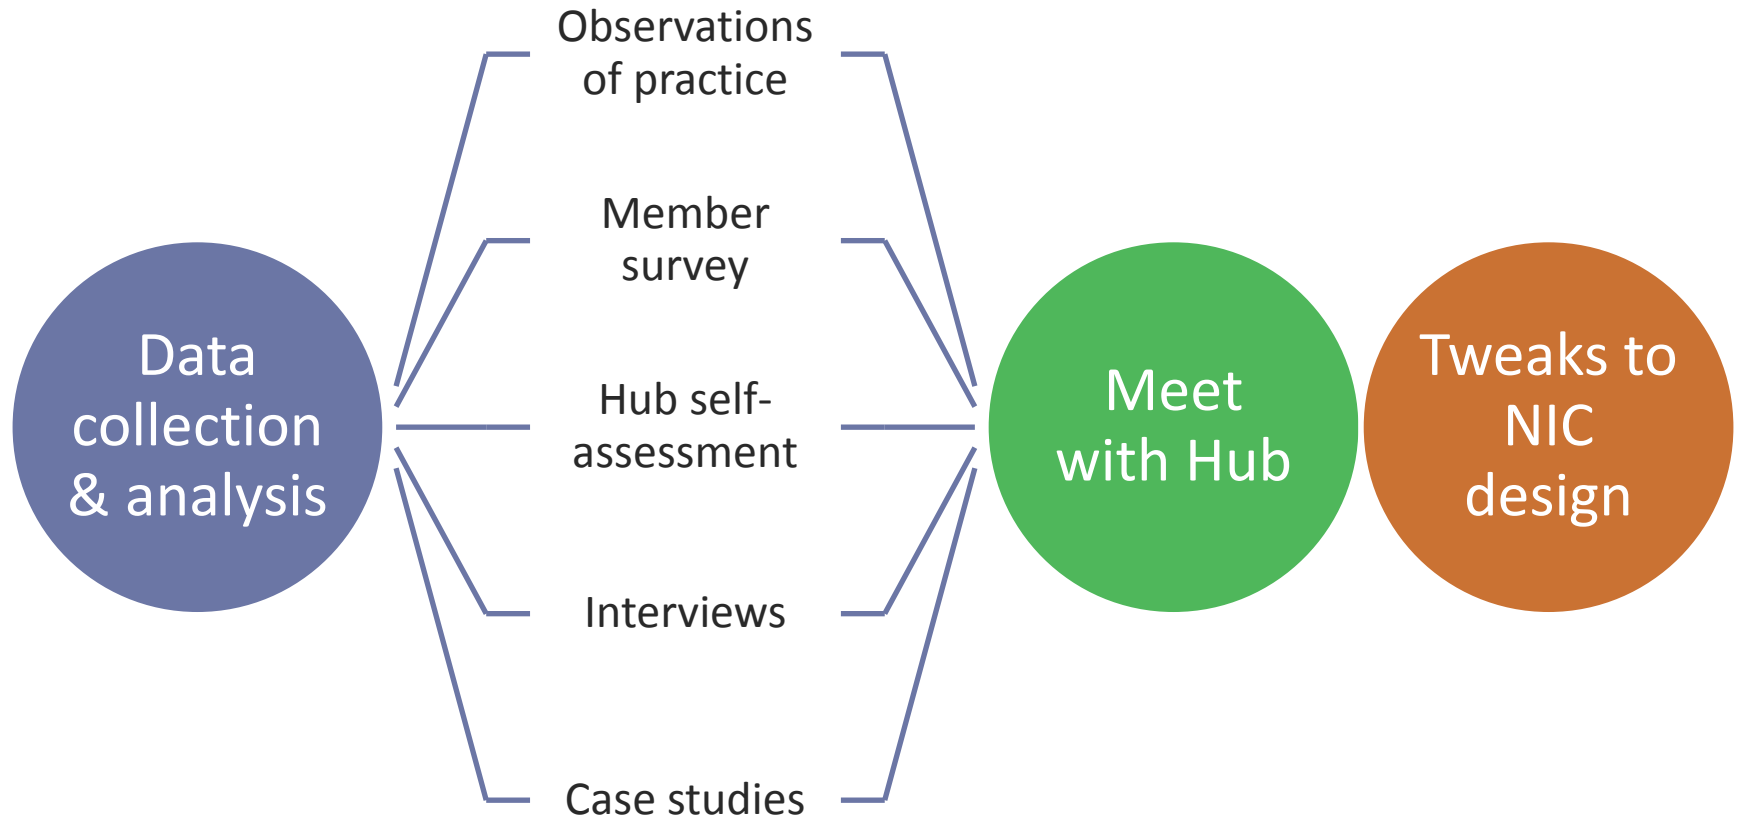 Data
collection
& analysis
Observations
of practice
Member
survey
Hub self-
assessment
Interviews
Case studies
Meet
with Hub
Tweaks to
NIC
design